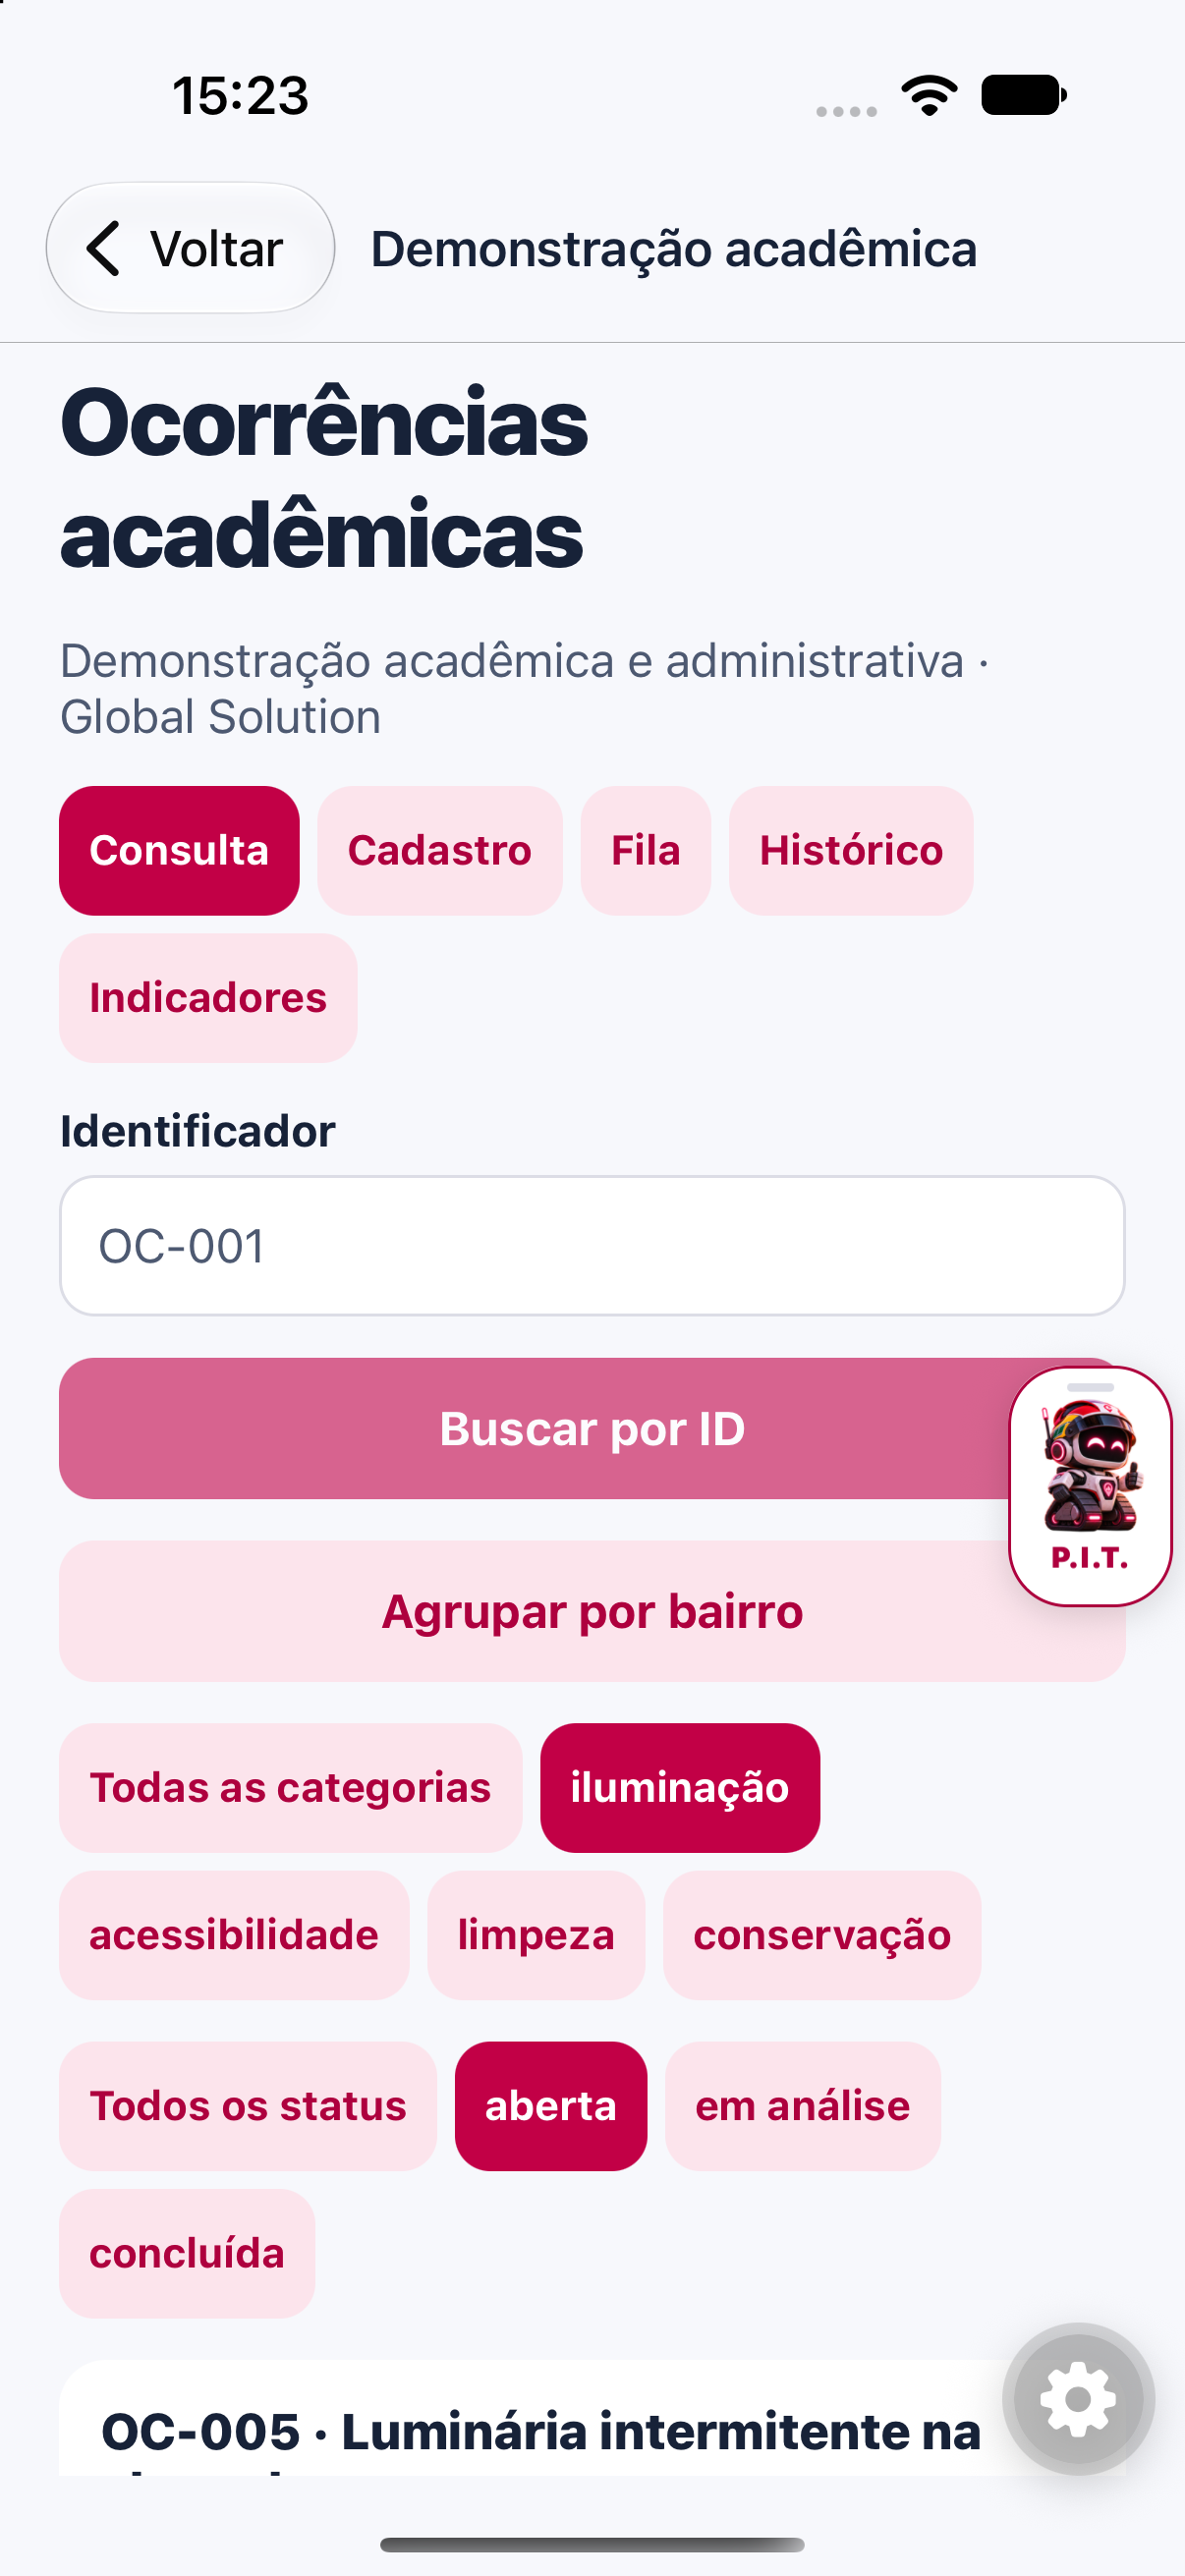 15:23
Voltar
Demonstração acadêmica
Ocorrências
acadêmicas
Demonstração acadêmica e administrativa ·
Global Solution
Consulta
Cadastro
Fila
Histórico
Indicadores
Identificador
OC-001
Buscar por ID
P.I.T.
Agrupar por bairro
Todas as categorias
iluminação
acessibilidade
limpeza
conservação
Todos os status
aberta
em análise
concluída
OC-005 · Luminária intermitente na